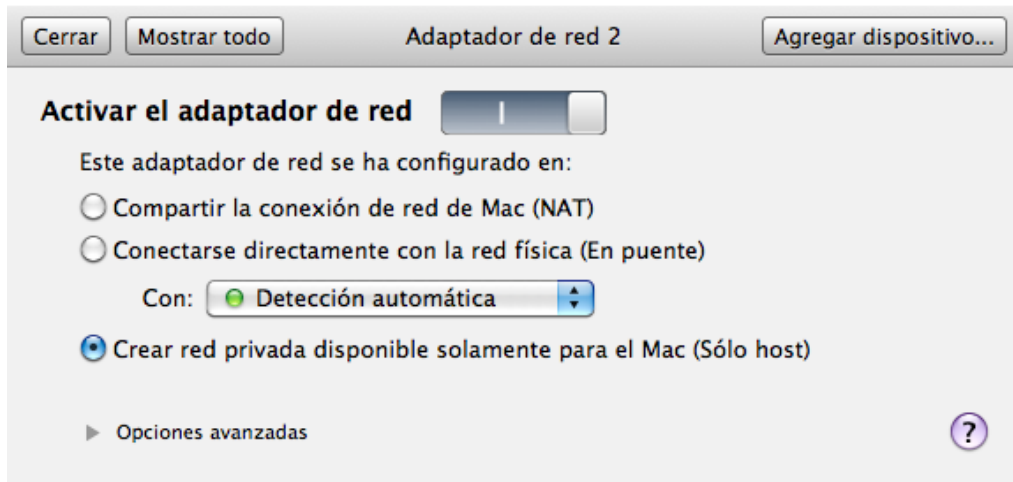 Cerrar Mostrar todo Adaptador de red 2 Agregar dispositivo...
Activar el adaptador de red
Este adaptador de red se ha configurado en:
Compartir la conexión de red de Mac (NAT)
Conectarse directamente con la red física (En puente)
Con: Detección automática
Crear red privada disponible solamente para el Mac (Sólo host)
Opciones avanzadas ?